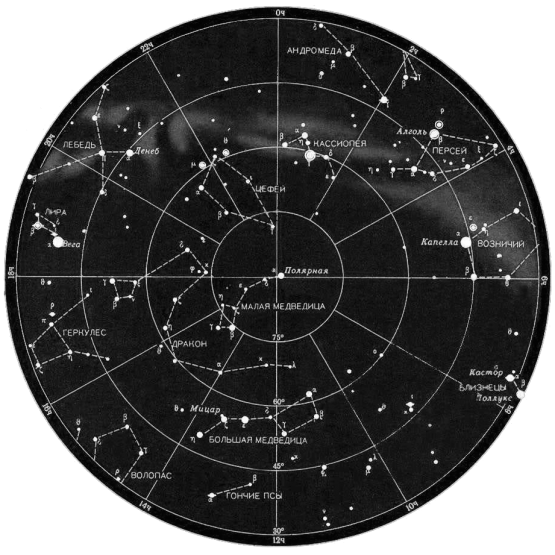 0ч
22ч
2ч
АНДРОМЕДА
Алголь
20ч
ЛЕБЕДЬ
Денеб
КАССИОПЕЯ
ПЕРСЕЙ
4ч
ЦЕФЕЙ
ЛИРА
Вега
Капелла
ВОЗНИЧИЙ
18ч
Полярная
6ч
МАЛАЯ МЕДВЕДИЦА
ГЕРКУЛЕС
ДРАКОН
75°
Кастор
БЛИЗНЕЦЫ
Поллукс
8ч
60°
16ч
Мицар
БОЛЬШАЯ МЕДВЕДИЦА
45°
ВОЛОПАС
ГОНЧИЕ ПСЫ
14ч
10ч
30°
12ч